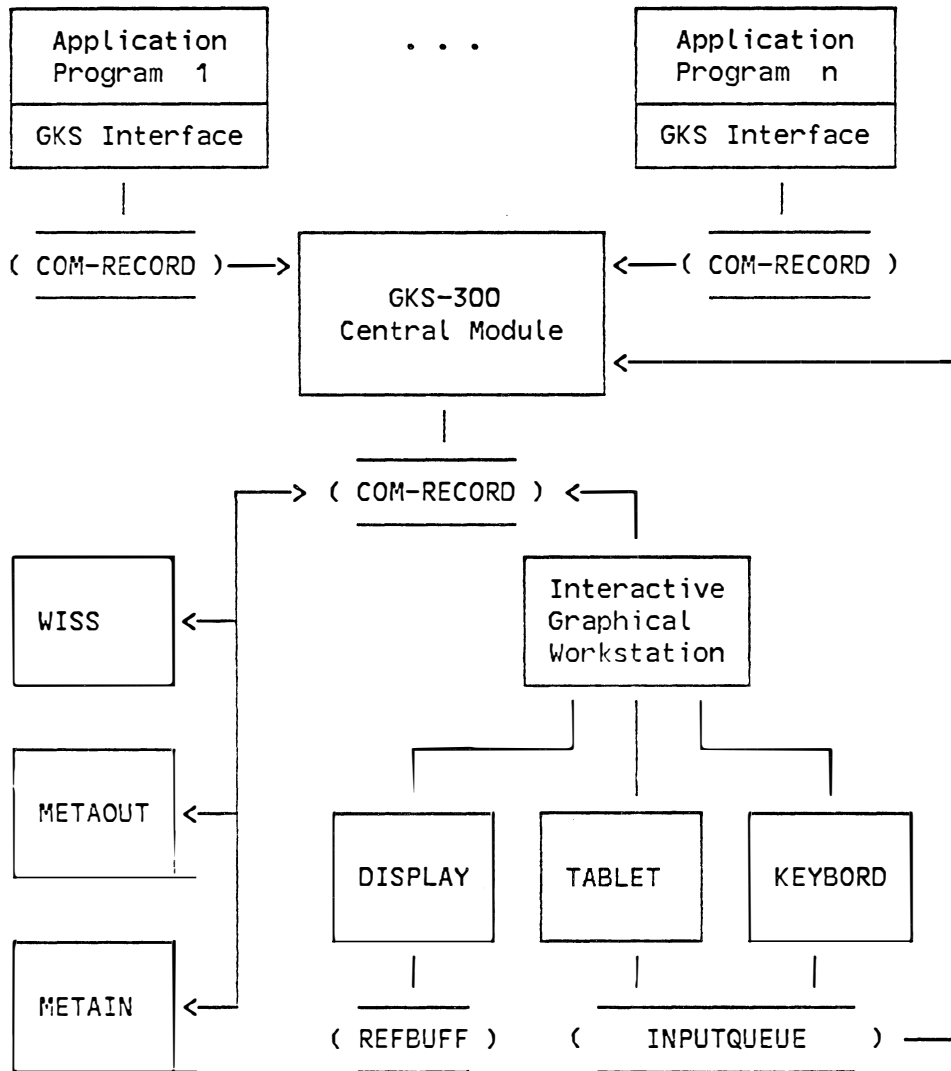 Application
Program 1
GKS Interface
. . .
Application
Program n
GKS Interface
( COM-RECORD )
GKS-300
Central Module
( COM-RECORD )
( COM-RECORD )
WISS
Interactive
Graphical
Workstation
METAOUT
DISPLAY
TABLET
KEYBORD
METAIN
( REFBUFF )
( INPUTQUEUE )